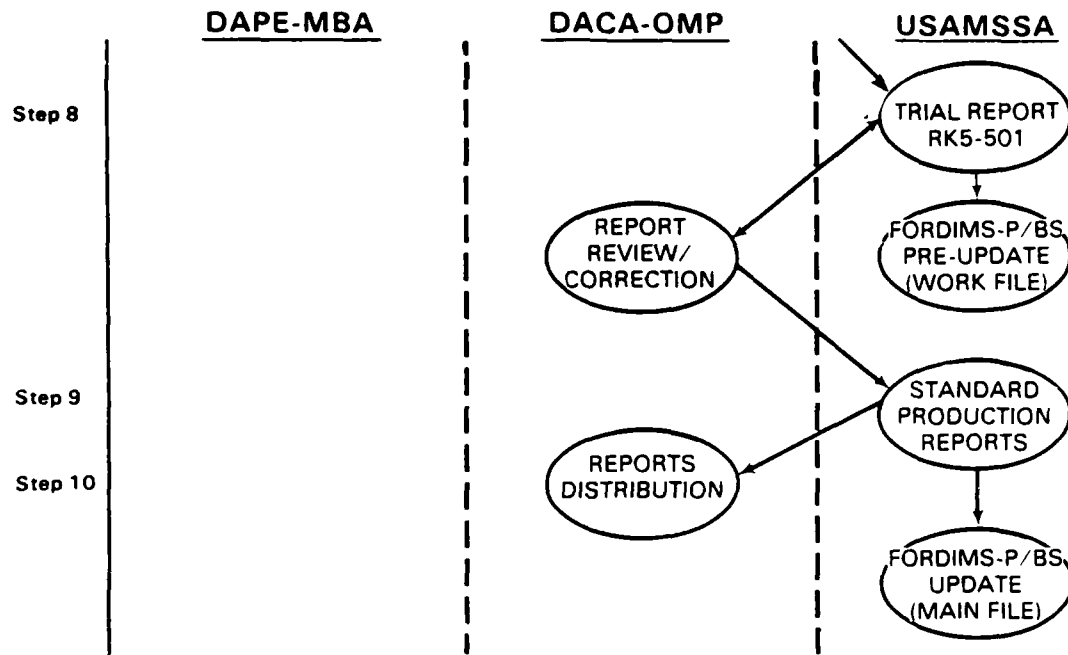 DAPE-MBA
DACA-OMP
USAMSSA
Step 8
TRIAL REPORT
RK5-501
REPORT
REVIEW/
CORRECTION
FORDIMS-P/BS
PRE-UPDATE
(WORK FILE)
Step 9
STANDARD
PRODUCTION
REPORTS
Step 10
REPORTS
DISTRIBUTION
FORDIMS-P/BS
UPDATE
(MAIN FILE)